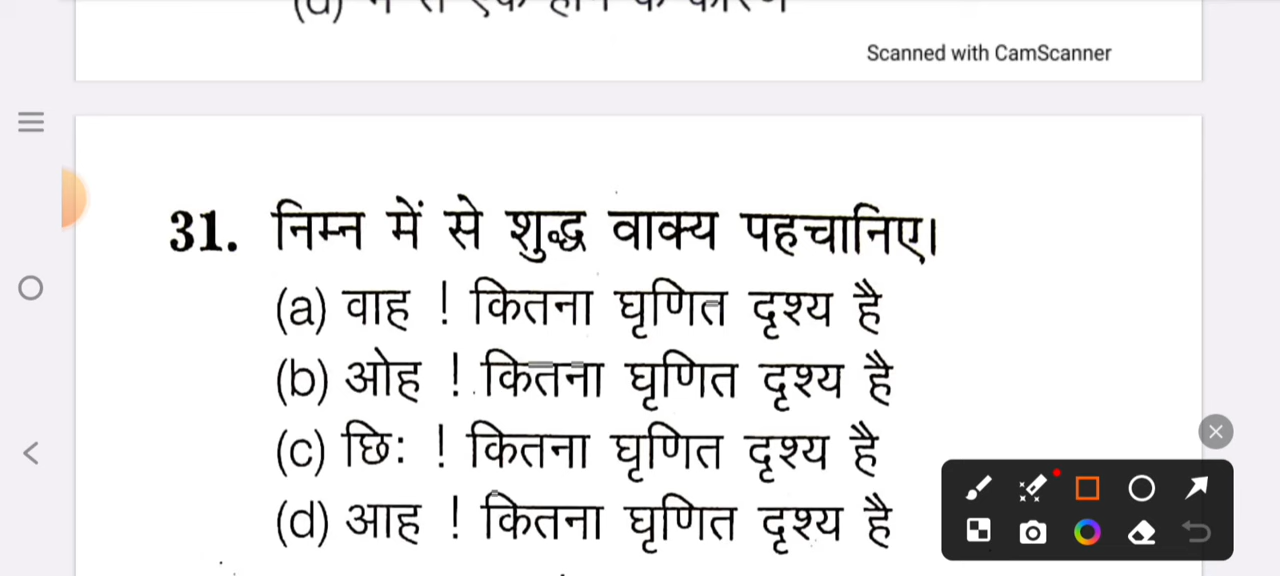 Scanned with CamScanner
31. निम्न में से शुद्ध वाक्य पहचानिए।
(a) वाह ! कितना घृणित दृश्य है
(b) ओह ! कितना घृणित दृश्य है
(c) छिः ! कितना घृणित दृश्य है
(d) आह ! कितना घृणित दृश्य है